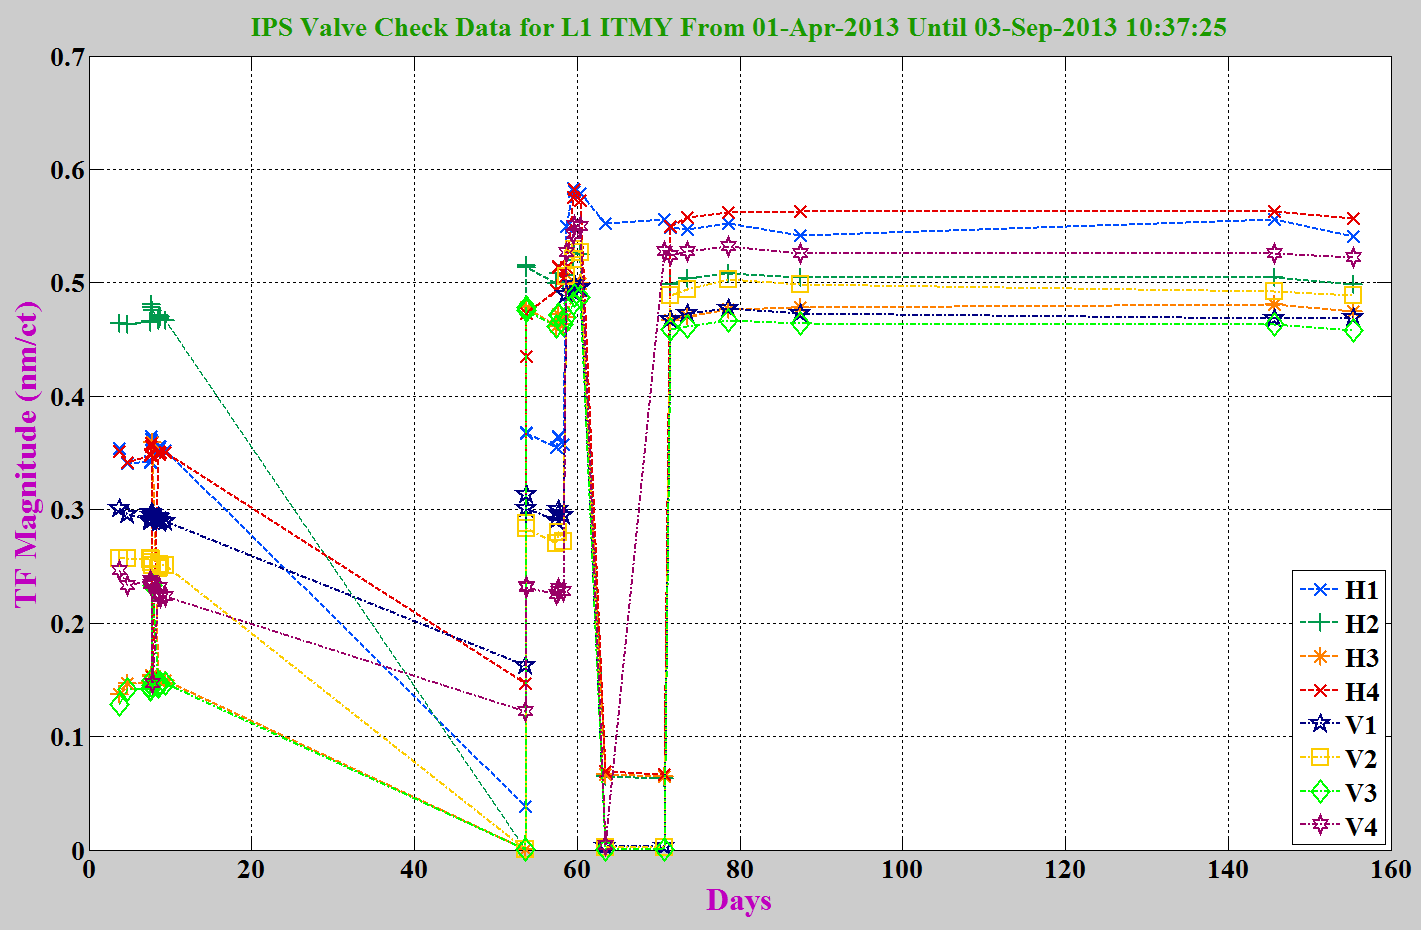 IPS Valve Check Data for L1 ITMY From 01-Apr-2013 Until 03-Sep-2013 10:37:25
TF Magnitude (nm/ct)
0.7
0.6
0.5
0.4
0.3
0.2
0.1
0
0 20 40 60 80 100 120 140 160
Days
H1
H2
H3
H4
V1
V2
V3
V4